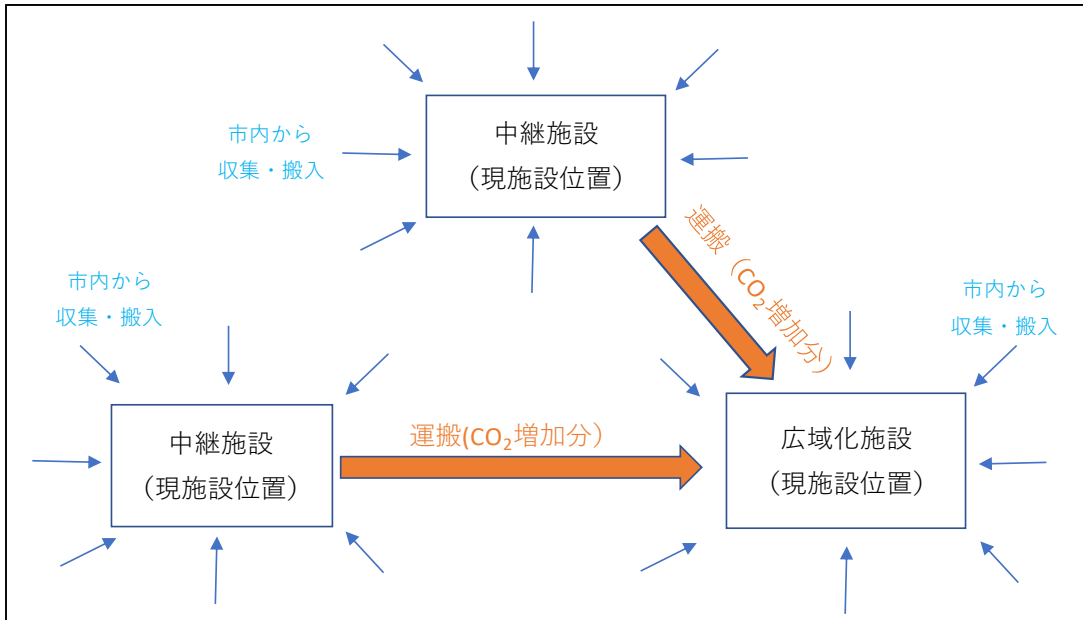 中継施設
（現施設位置）
市内から
収集・搬入
運搬（CO₂増加分）
市内から
収集・搬入
市内から
収集・搬入
中継施設
（現施設位置）
運搬(CO₂増加分）
広域化施設
（現施設位置）